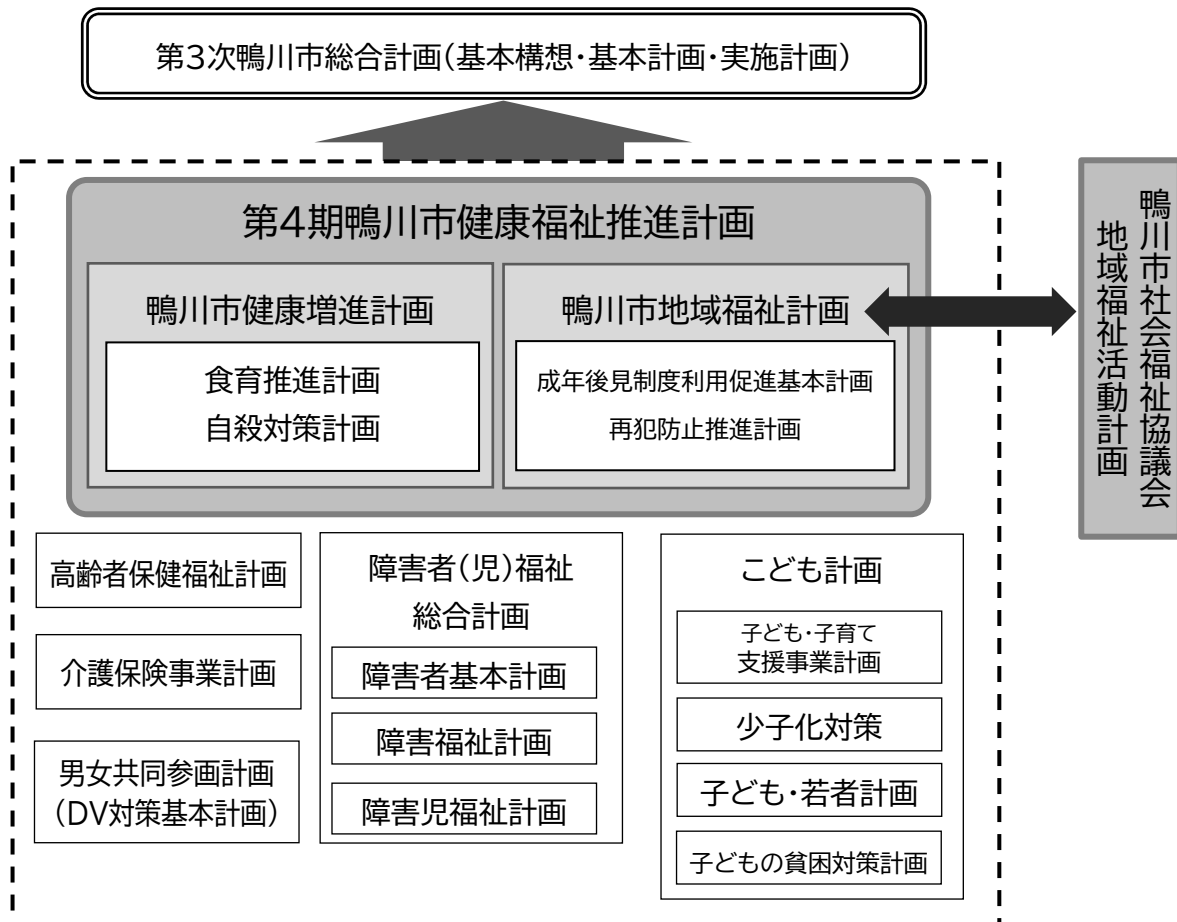 第3次鴨川市総合計画(基本構想・基本計画・実施計画)
第4期鴨川市健康福祉推進計画
鴨川市健康増進計画
食育推進計画
自殺対策計画
鴨川市地域福祉計画
成年後見制度利用促進基本計画
再犯防止推進計画
鴨川市社会福祉協議会
地域福祉活動計画
高齢者保健福祉計画
介護保険事業計画
男女共同参画計画
(DV対策基本計画)
障害者(児)福祉
総合計画
障害者基本計画
障害福祉計画
障害児福祉計画
こども計画
子ども・子育て
支援事業計画
少子化対策
子ども・若者計画
子どもの貧困対策計画